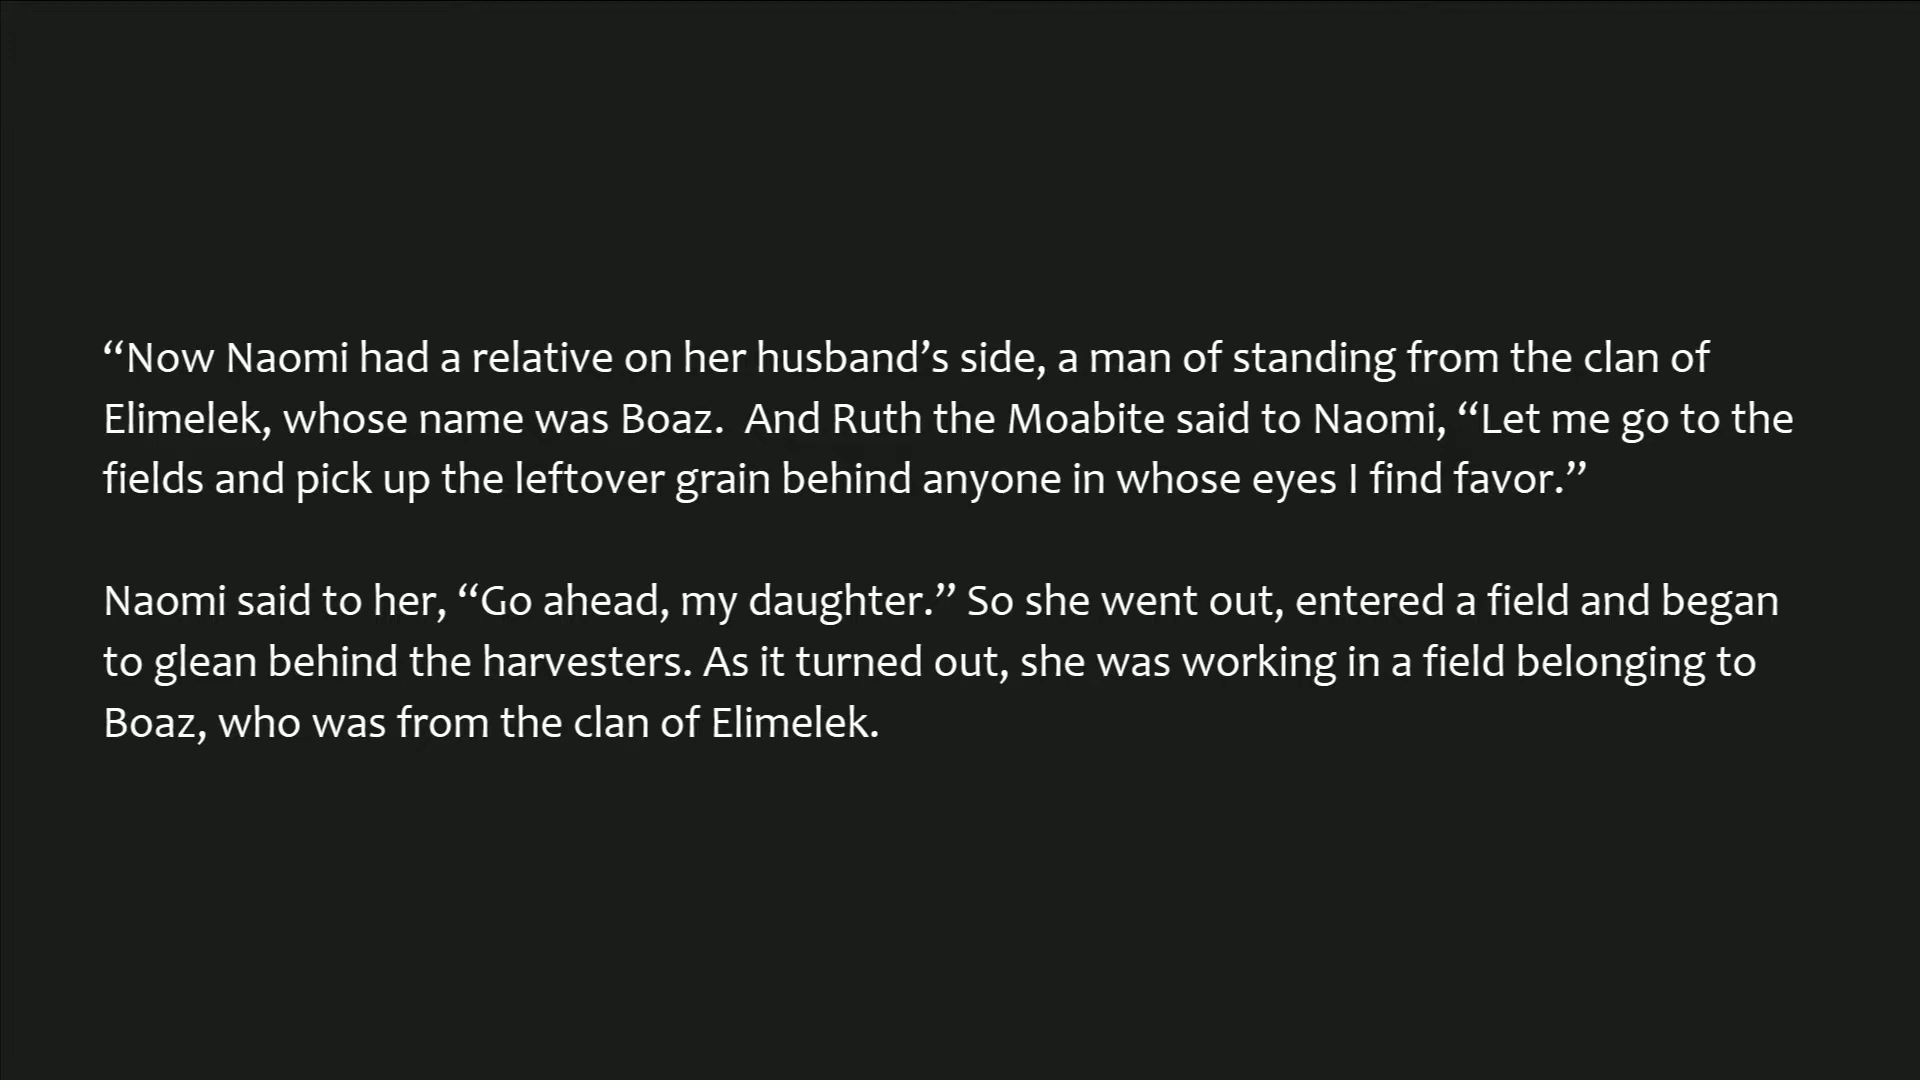 “Now Naomi had a relative on her husband’s side, a man of standing from the clan of
Elimelek, whose name was Boaz.  And Ruth the Moabite said to Naomi, “Let me go to the
fields and pick up the leftover grain behind anyone in whose eyes I find favor.”
Naomi said to her, “Go ahead, my daughter.” So she went out, entered a field and began
to glean behind the harvesters. As it turned out, she was working in a field belonging to
Boaz, who was from the clan of Elimelek.